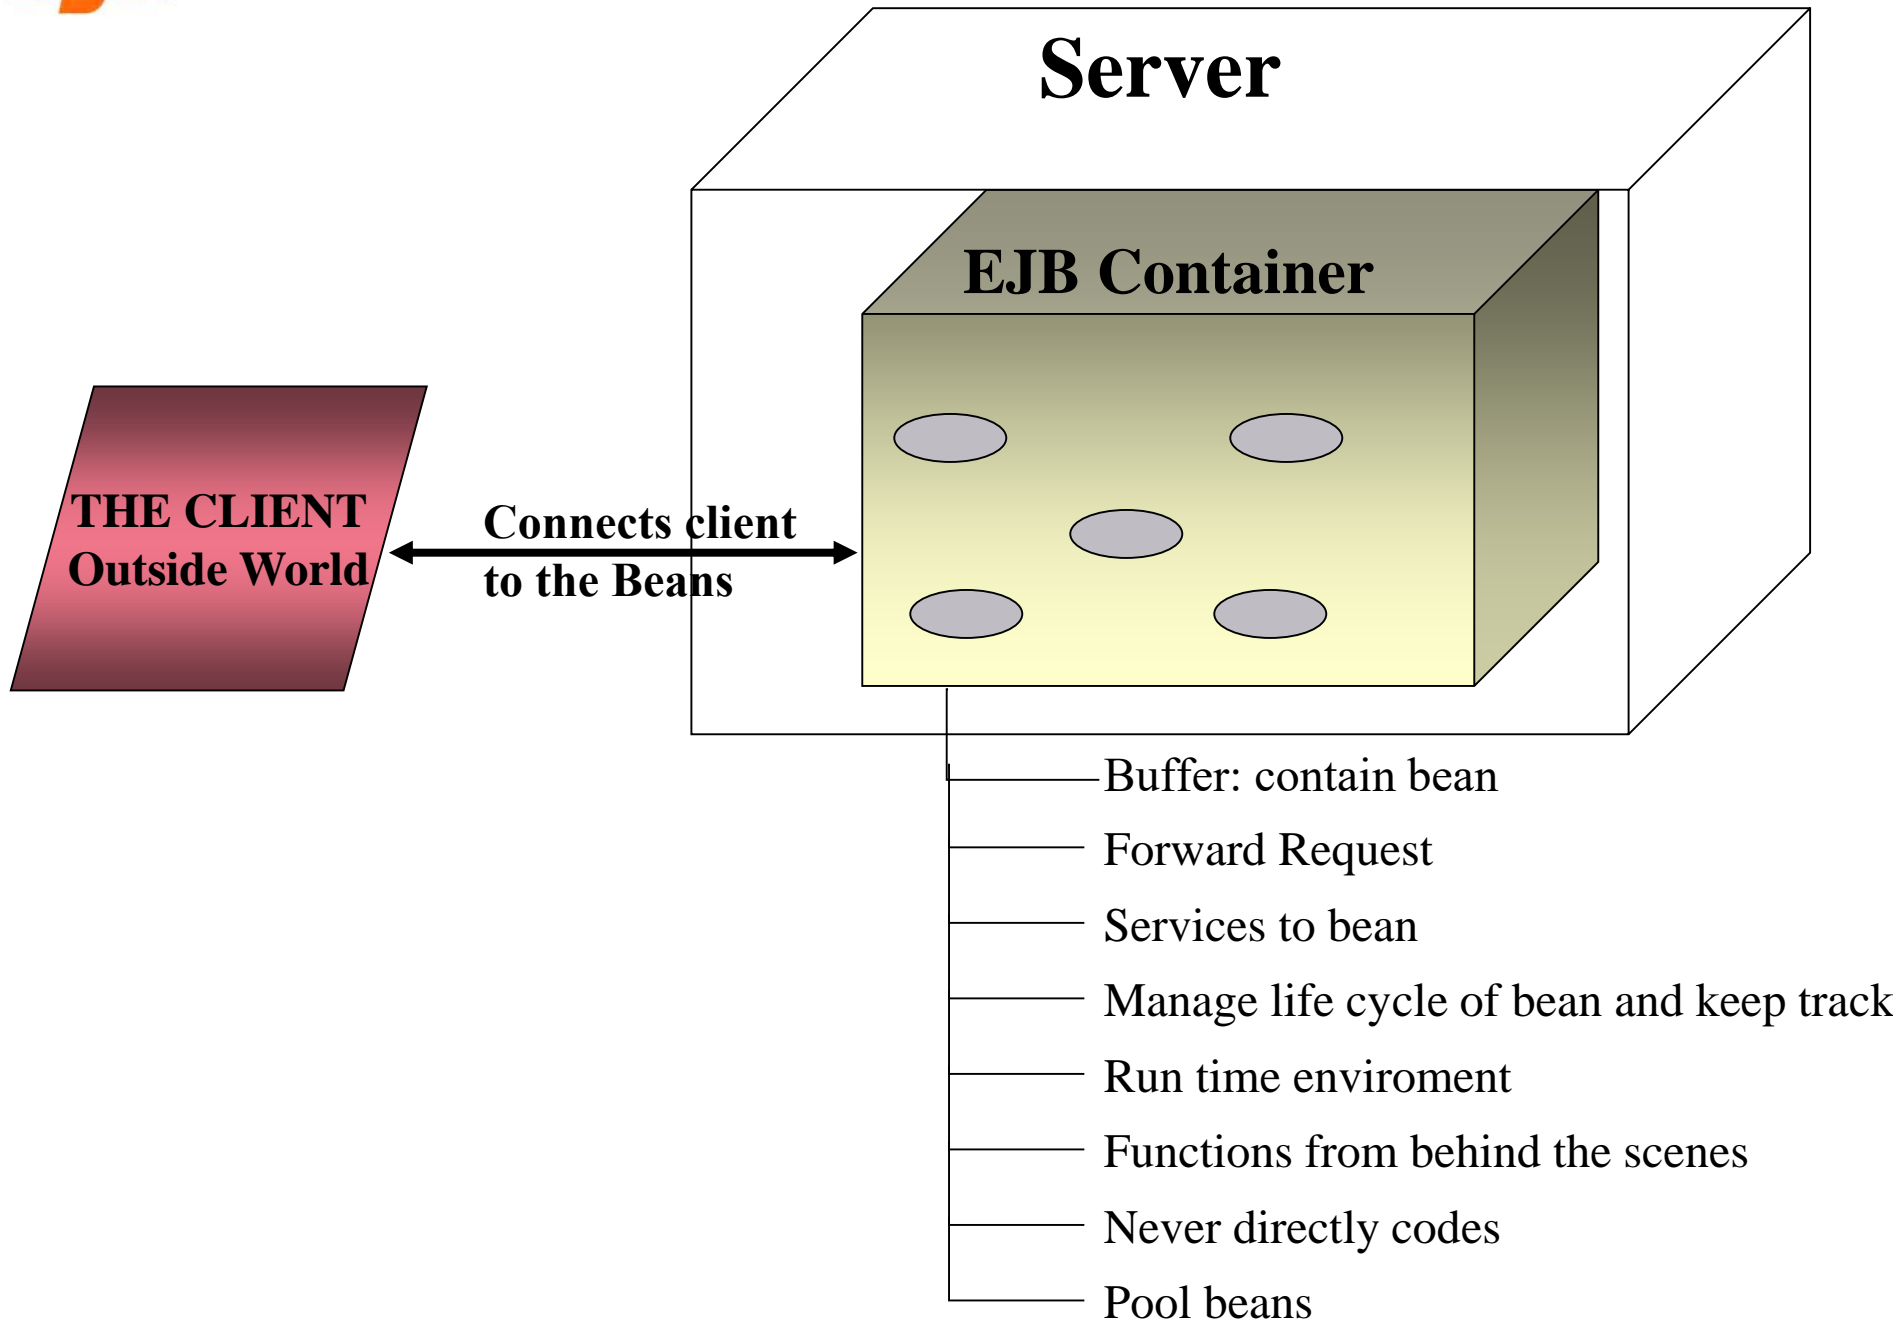 Server
EJB Container
THE CLIENT
Outside World
Connects client
to the Beans
Buffer: contain bean
Forward Request
Services to bean
Manage life cycle of bean and keep track
Run time enviroment
Functions from behind the scenes
Never directly codes
Pool beans